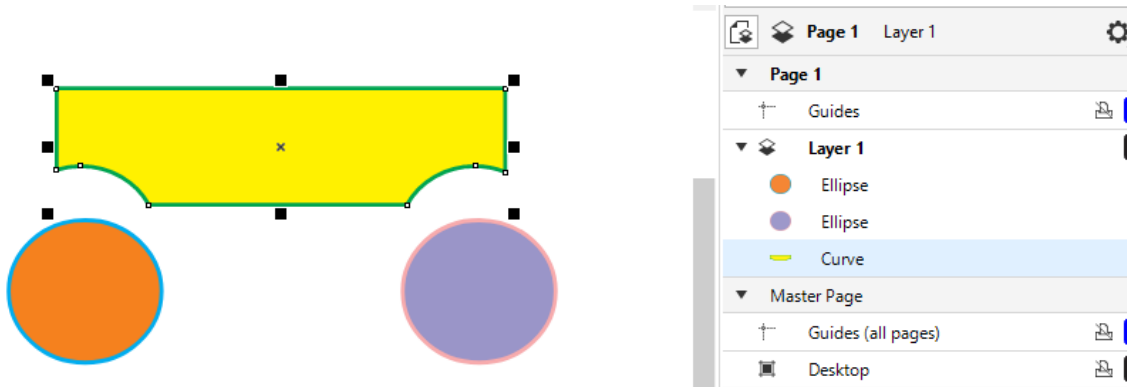 Page 1 Layer 1
Page 1
Guides
Layer 1
Ellipse
Ellipse
Curve
Master Page
Guides (all pages)
Desktop